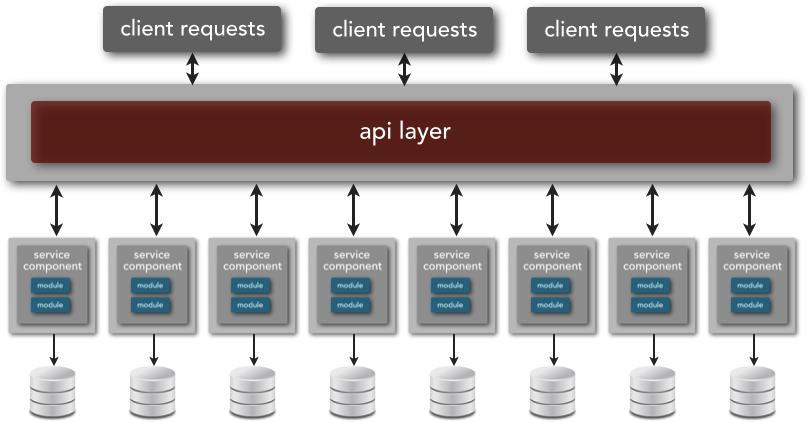 client requests
client requests
client requests
api layer
service
component
module
module
service
component
module
module
service
component
module
module
service
component
module
module
service
component
module
module
service
component
module
module
service
component
module
module
service
component
module
module